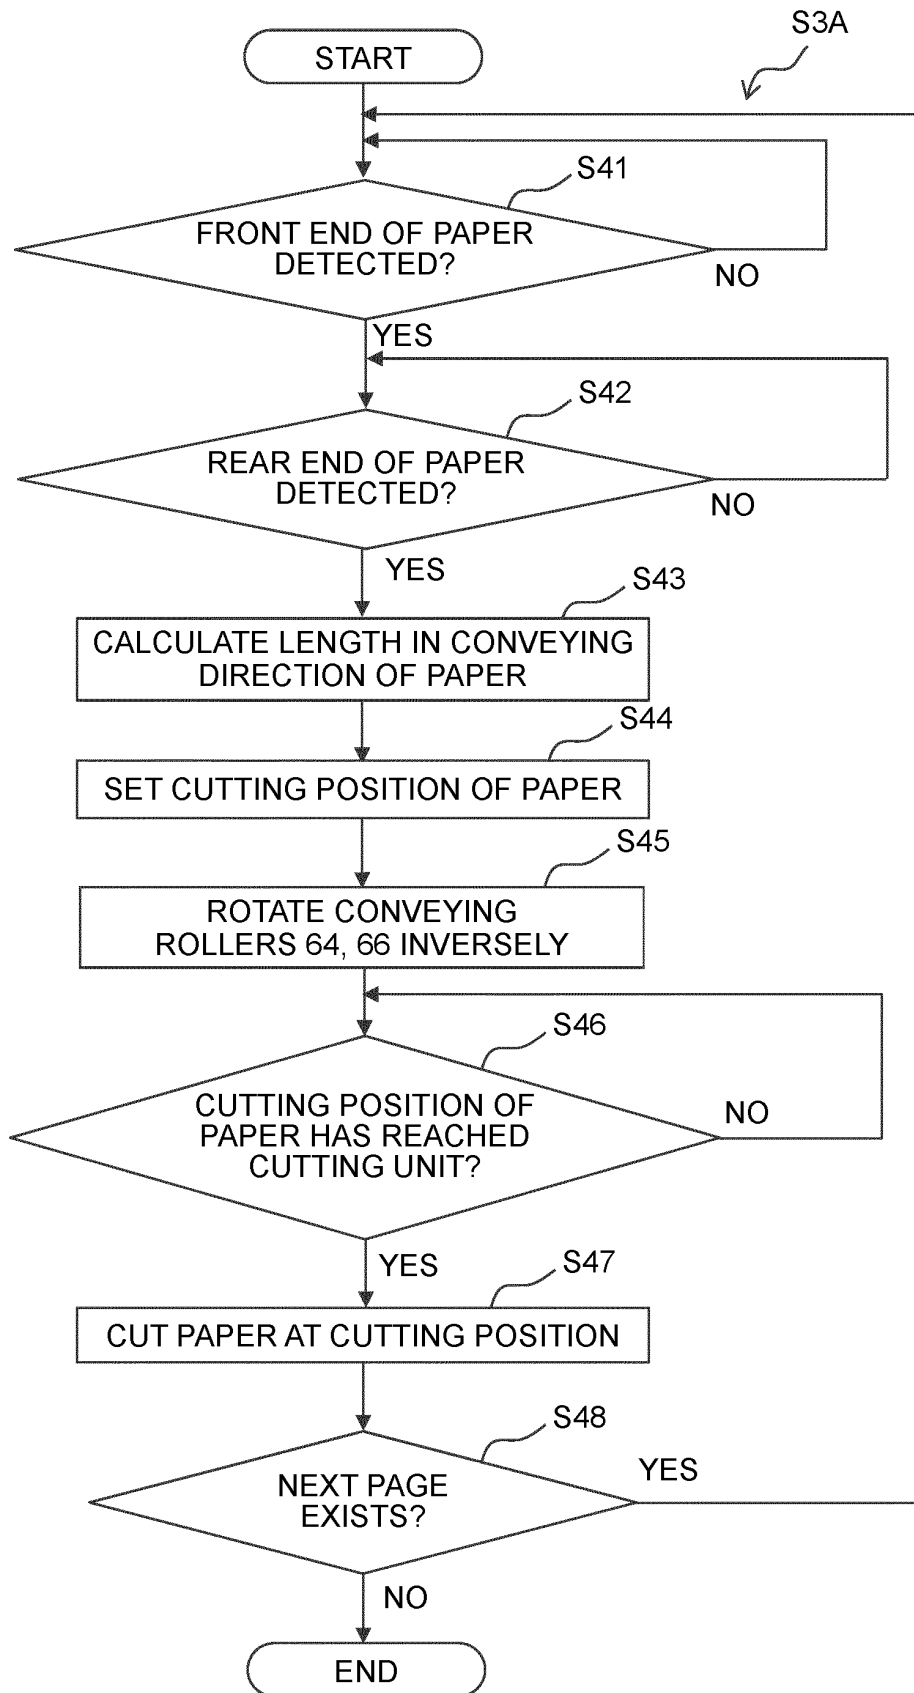 S3A
START
S41
FRONT END OF PAPER
DETECTED?
NO
YES
S42
REAR END OF PAPER
DETECTED?
NO
YES
S43
CALCULATE LENGTH IN CONVEYING
DIRECTION OF PAPER
S44
SET CUTTING POSITION OF PAPER
S45
ROTATE CONVEYING
ROLLERS 64, 66 INVERSELY
S46
CUTTING POSITION OF
PAPER HAS REACHED
CUTTING UNIT?
NO
YES
S47
CUT PAPER AT CUTTING POSITION
S48
NEXT PAGE
EXISTS?
YES
NO
END